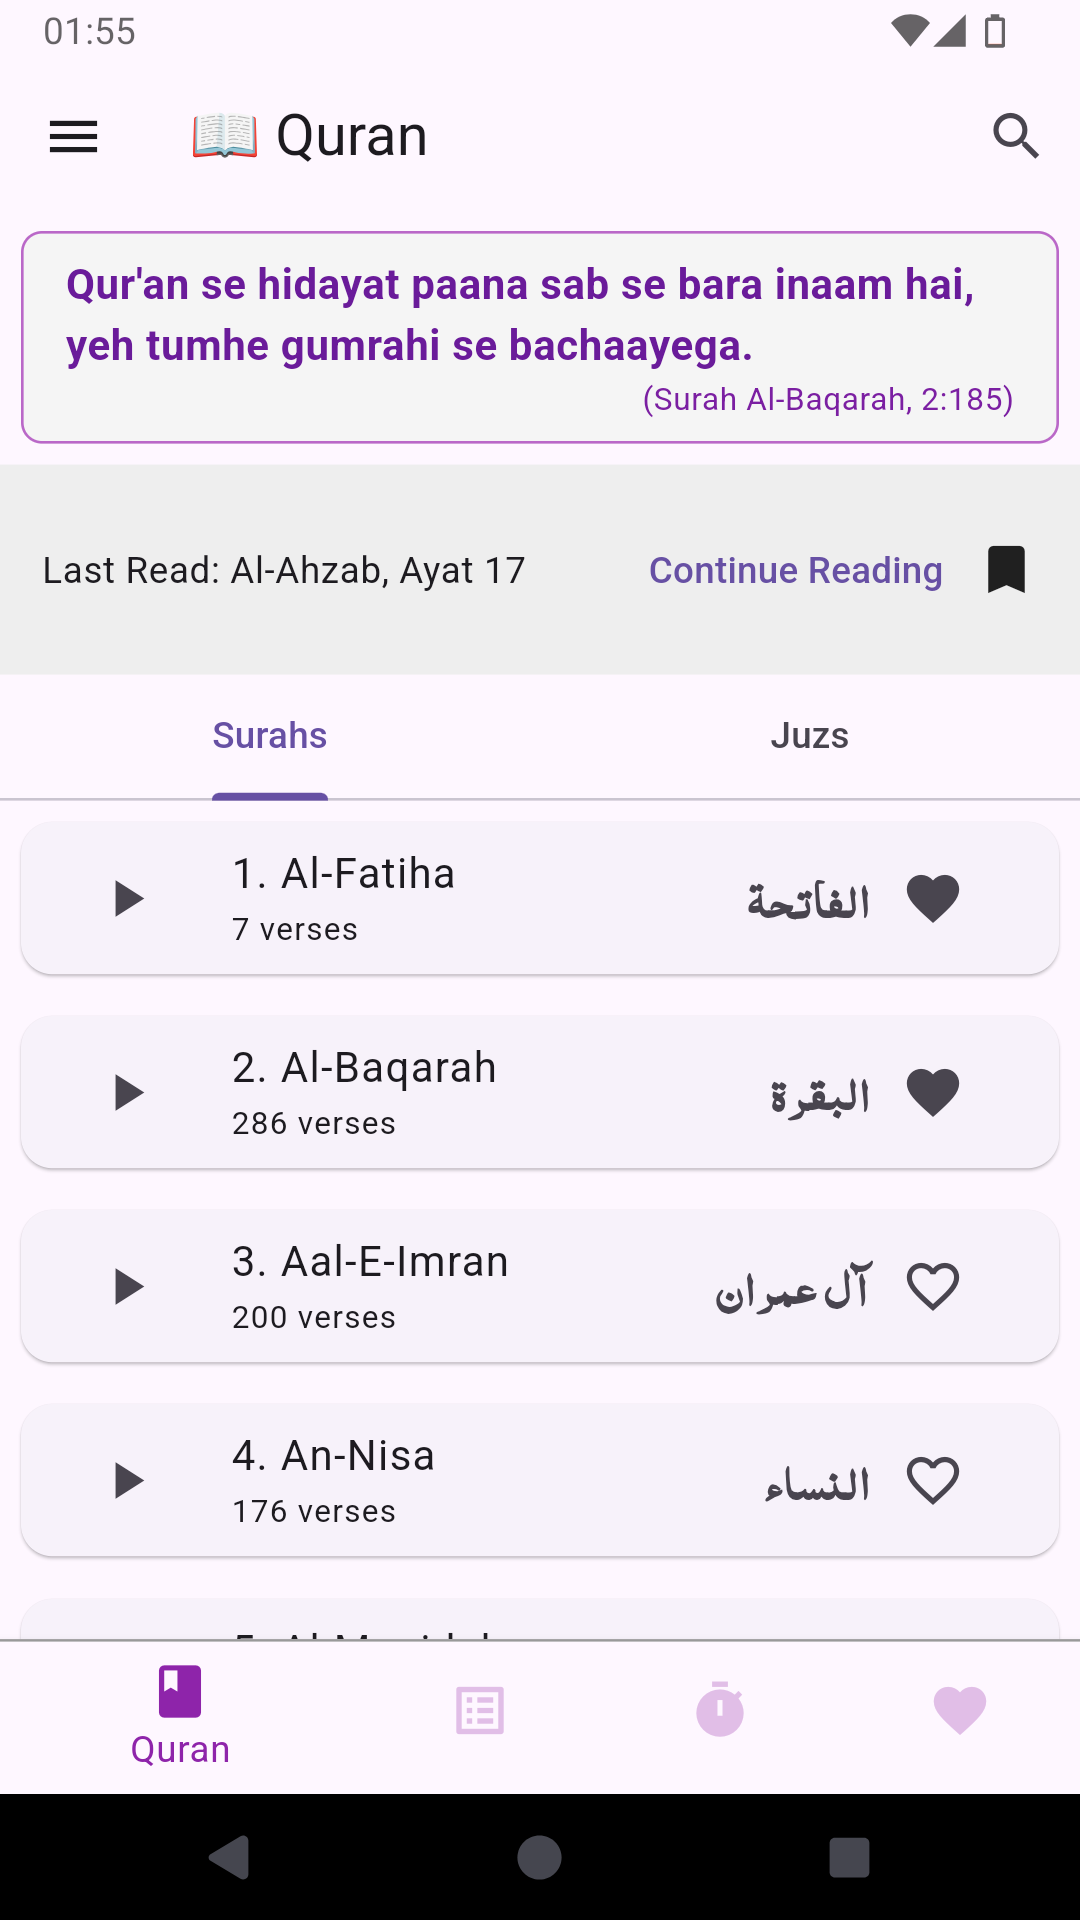 01:55
📖 Quran
Qur'an se hidayat paana sab se bara inaam hai,
yeh tumhe gumrahi se bachaayega.
(Surah Al-Baqarah, 2:185)
Last Read: Al-Ahzab, Ayat 17 Continue Reading
Surahs Juzs
1. Al-Fatiha الفاتحة
7 verses
2. Al-Baqarah البقرة
286 verses
3. Aal-E-Imran آل عمران
200 verses
4. An-Nisa النساء
176 verses
Quran